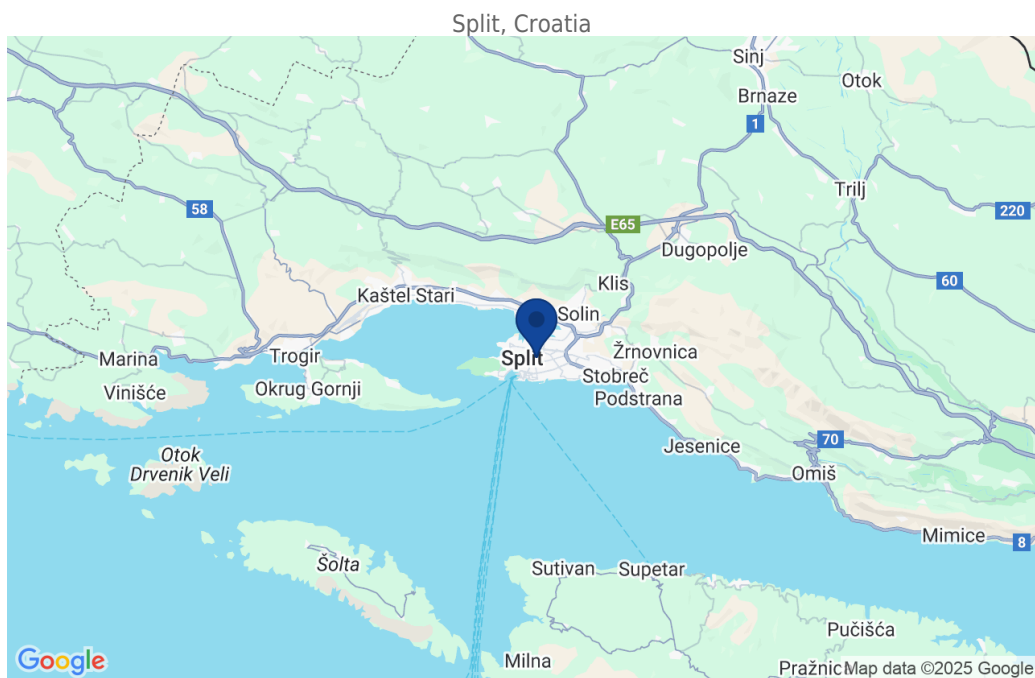 Split, Croatia
Sinj
Otok
Brnaze
1
Trilj
58
220
E65
Dugopolje
60
Klis
Kaštel Stari
Solin
Žrnovnica
Trogir
Split
Marina
Stobreč
Vinišće
Okrug Gornji
Podstrana
70
Jesenice
Otok
Drvenik Veli
Omiš
Mimice
8
Šolta
Sutivan
Supetar
Pučišća
Milna
Google
Pražnic
Map data ©2025 Google